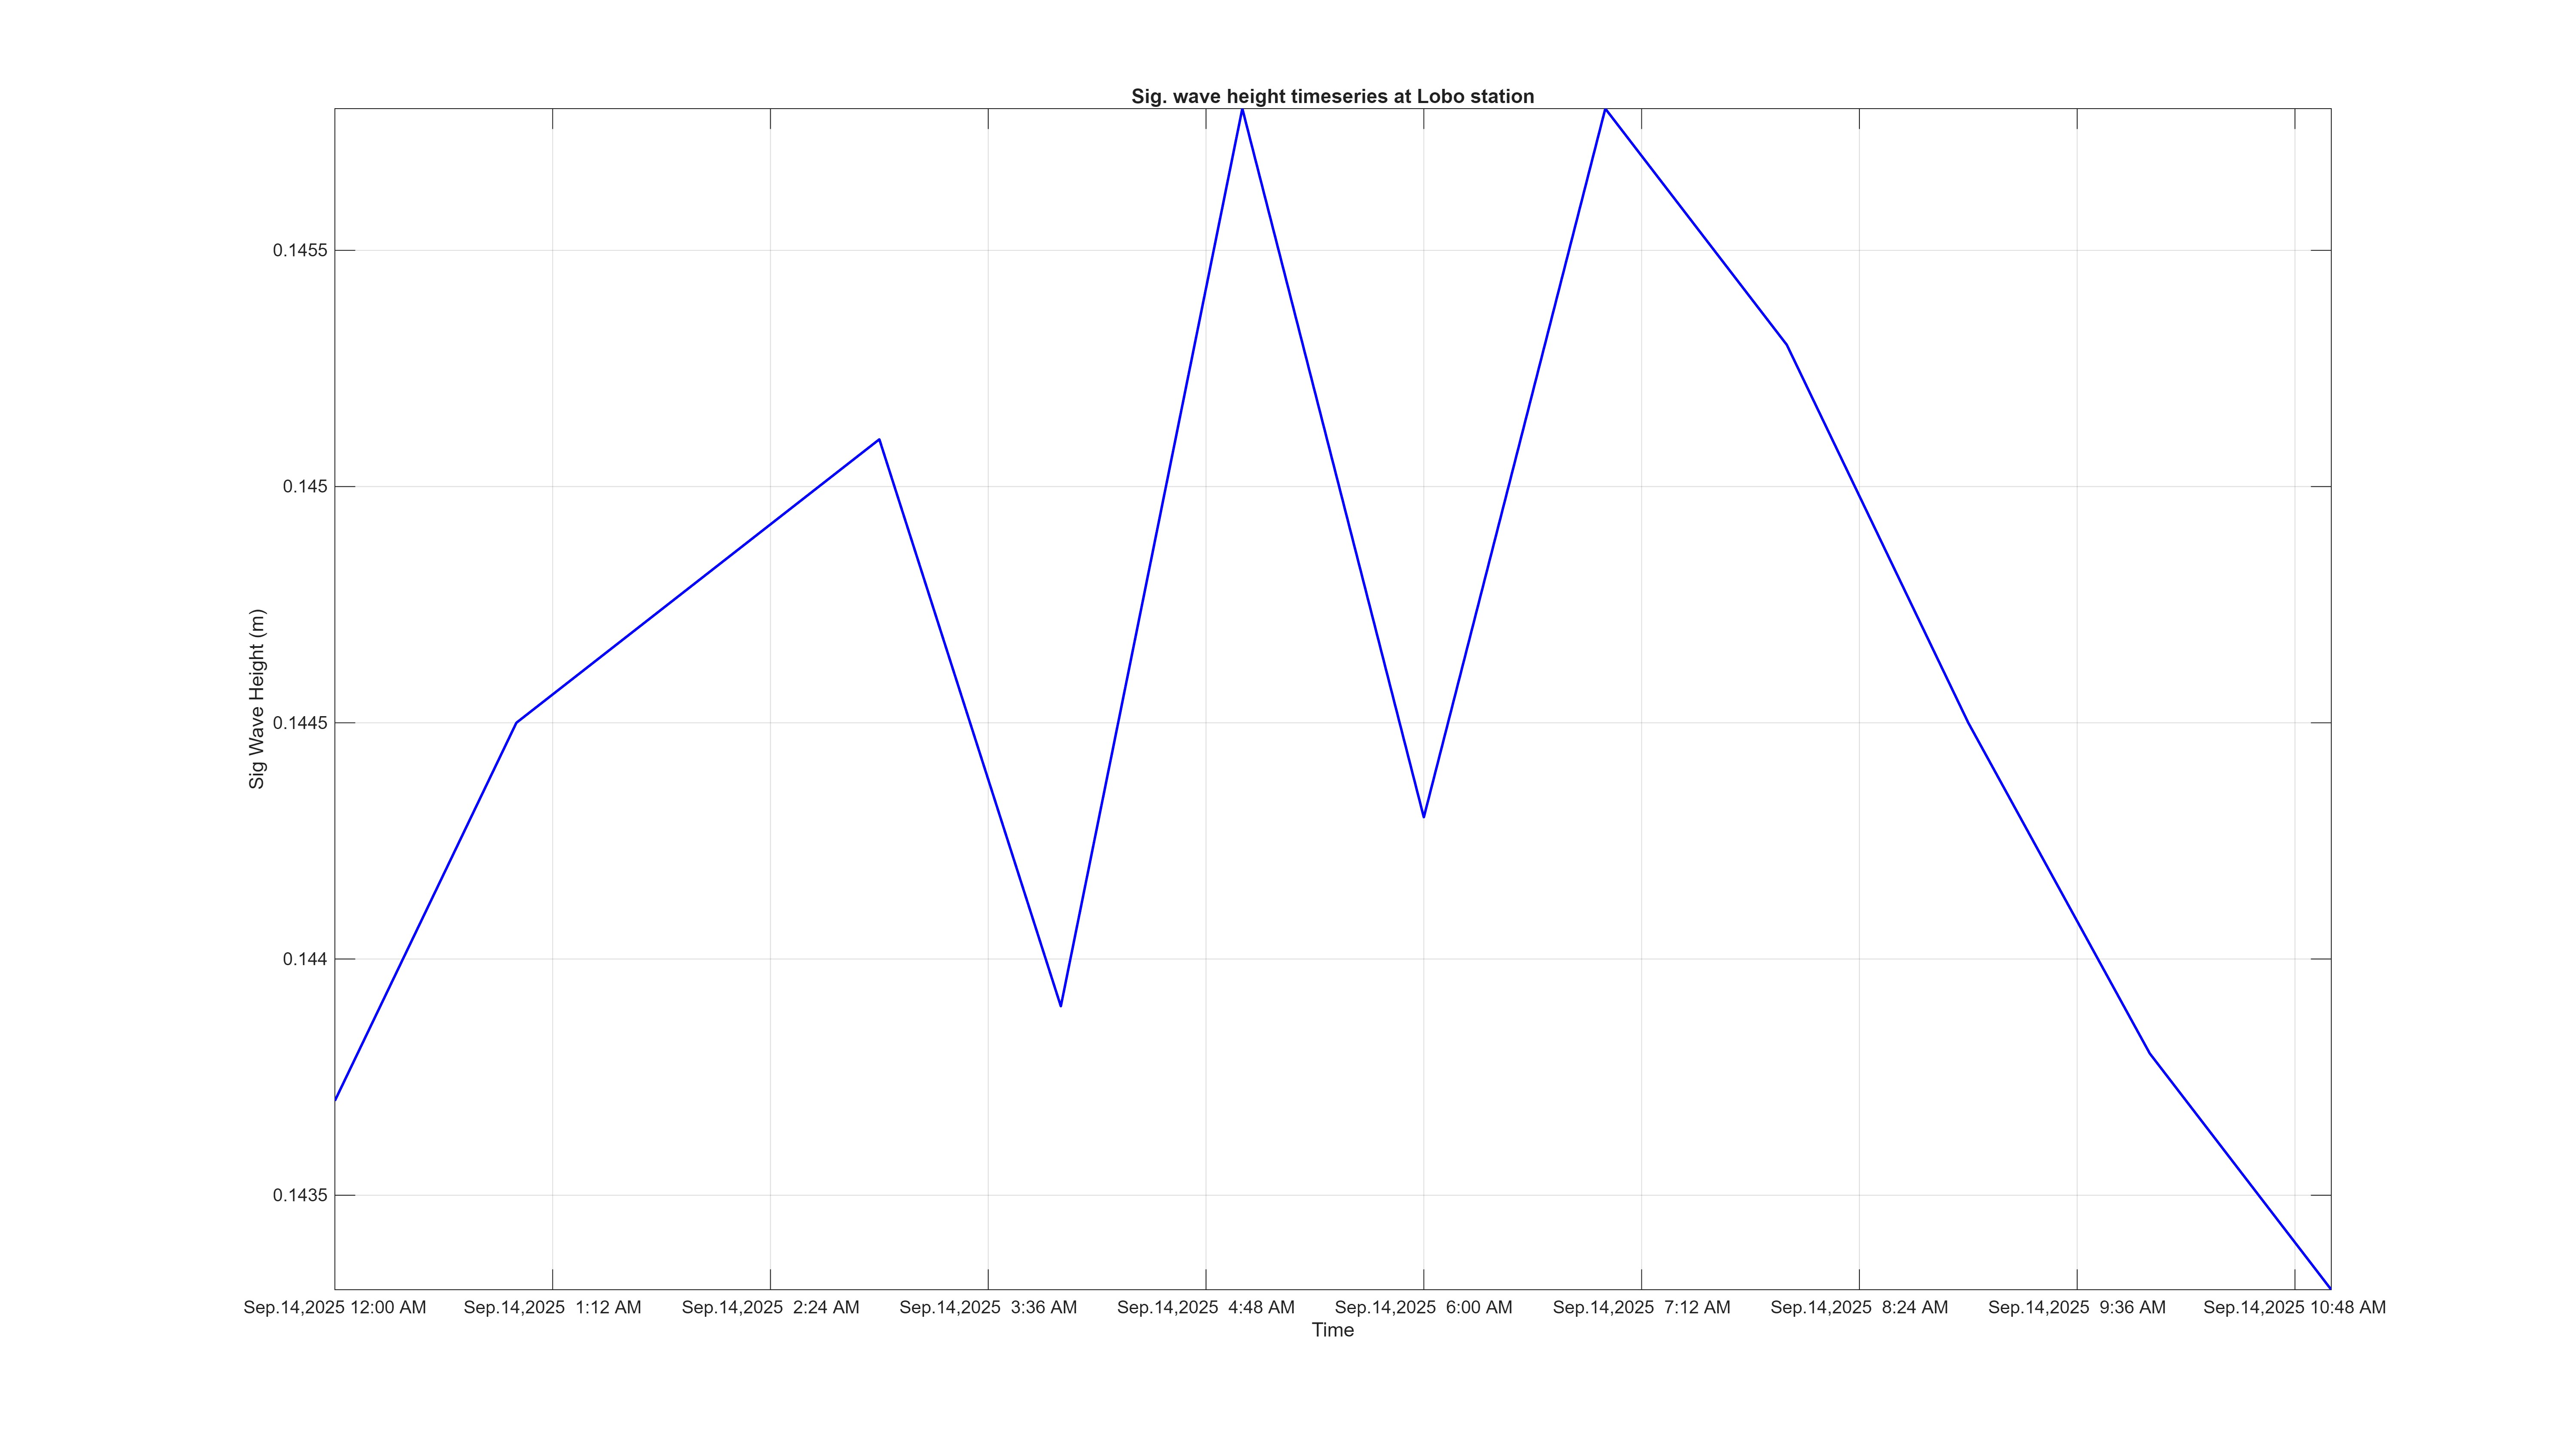 Sig. wave height timeseries at Lobo station
0.1455
0.145
0.1445
0.144
0.1435
Sig Wave Height (m)
Sep.14,2025 12:00 AM
Sep.14,2025  1:12 AM
Sep.14,2025  2:24 AM
Sep.14,2025  3:36 AM
Sep.14,2025  4:48 AM
Sep.14,2025  6:00 AM
Sep.14,2025  7:12 AM
Sep.14,2025  8:24 AM
Sep.14,2025  9:36 AM
Sep.14,2025 10:48 AM
Time